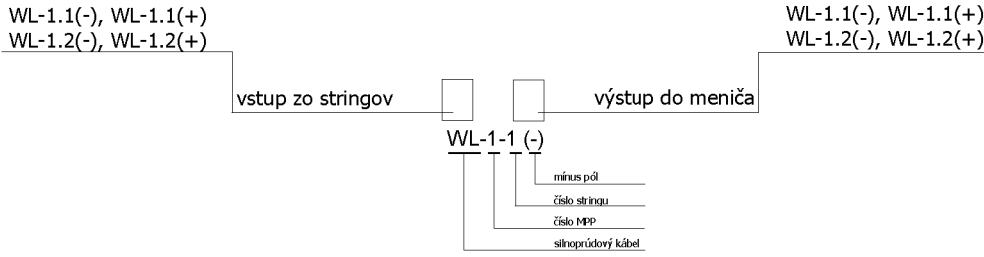 WL-1.1(-), WL-1.1(+)
WL-1.2(-), WL-1.2(+)
WL-1.1(-), WL-1.1(+)
WL-1.2(-), WL-1.2(+)
vstup zo stringov
výstup do meniča
WL-1-1 (-)
mínus pól
číslo stringu
číslo MPP
silnoprúdový kábel